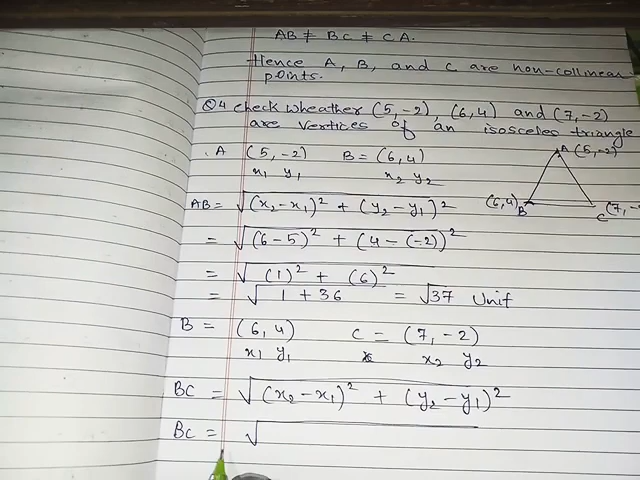 AB ≠ BC ≠ CA.
Hence A, B, and C are non-collinear
points.
Q4 check wheather (5,-2), (6,4) and (7,-2)
are vertices of an isosceles triangle
A (5,-2) B = (6,4)
x1 y1 x2 y2
A (5,-2)
(6,4) B
C (7,-
AB = √(x2-x1)² + (y2-y1)²
= √(6-5)² + (4-(-2))²
= √(1)² + (6)²
= √1 + 36 = √37 Unit
B = (6,4) C = (7,-2)
x1 y1 x2 y2
BC = √(x2-x1)² + (y2-y1)²
BC = √